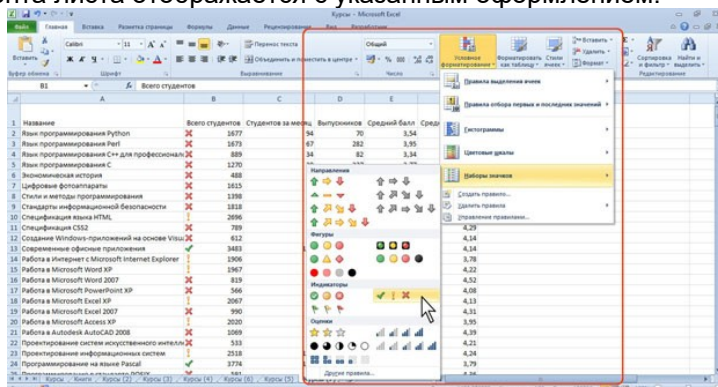 ента листа отображается с указанным оформлением.
Курсы - Microsoft Excel
Файл Главная Вставка Разметка страницы Формулы Данные Рецензирование Вид Разработчик
Calibri 11 Перенос текста Общий Вставить
Вставить Ж К Ч Объединить и поместить в центре % 000 Условное форматирование Форматировать как таблицу Стили ячеек Удалить Формат Сортировка и фильтр Найти и выделить
Буфер обмена Шрифт Выравнивание Число Редактирование
B1 fx Всего студентов
A B C D E
1 Название Всего студентов Студентов за месяц Выпускников Средний балл
2 Язык программирования Python 1677 94 70 3,54
3 Язык программирования Perl 1673 67 282 3,95
4 Язык программирования C++ для профессионал 889 34 82 3,34
5 Язык программирования C 1270
6 Экономическая история 488
7 Цифровые фотоаппараты 1615
8 Стили и методы программирования 1398
9 Стандарты информационной безопасности 1818
10 Спецификация языка HTML 2696
11 Спецификация CSS2 789 4,29
12 Создание Windows-приложений на основе Visu 612 4,14
13 Современные офисные приложения 3483 4,14
14 Работа в Интернет с Microsoft Internet Explorer 1906 3,78
15 Работа в Microsoft Word XP 1967 4,22
16 Работа в Microsoft Word 2007 819 4,52
17 Работа в Microsoft PowerPoint XP 566 4,08
18 Работа в Microsoft Excel XP 2067 4,13
19 Работа в Microsoft Excel 2007 990 4,31
20 Работа в Microsoft Access XP 2020 3,95
21 Работа в Autodesk AutoCAD 2008 1069 4,39
22 Проектирование систем искусственного интелл 533 4,21
23 Проектирование информационных систем 2518 4,24
24 Программирование на языке Pascal 3774 3,79
Правила выделения ячеек
Правила отбора первых и последних значений
Гистограммы
Цветовые шкалы
Наборы значков
Создать правило...
Удалить правила
Управление правилами...
Направления
Фигуры
Индикаторы
Оценки
Другие правила...
Курсы Книги Курсы (2) Курсы (3) Курсы (4) Курсы (6) Курсы (5)